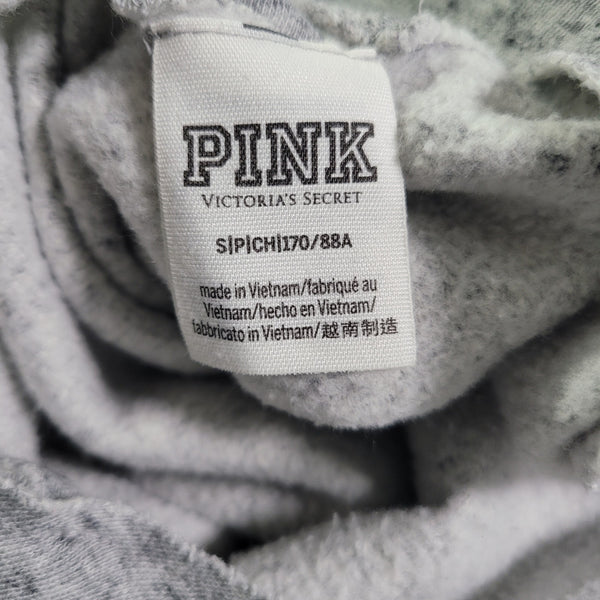 PINK
VICTORIA'S SECRET
S|P|CH|170/88A
made in Vietnam/fabriqué au
Vietnam/hecho en Vietnam/
fabbricato in Vietnam/越南制造